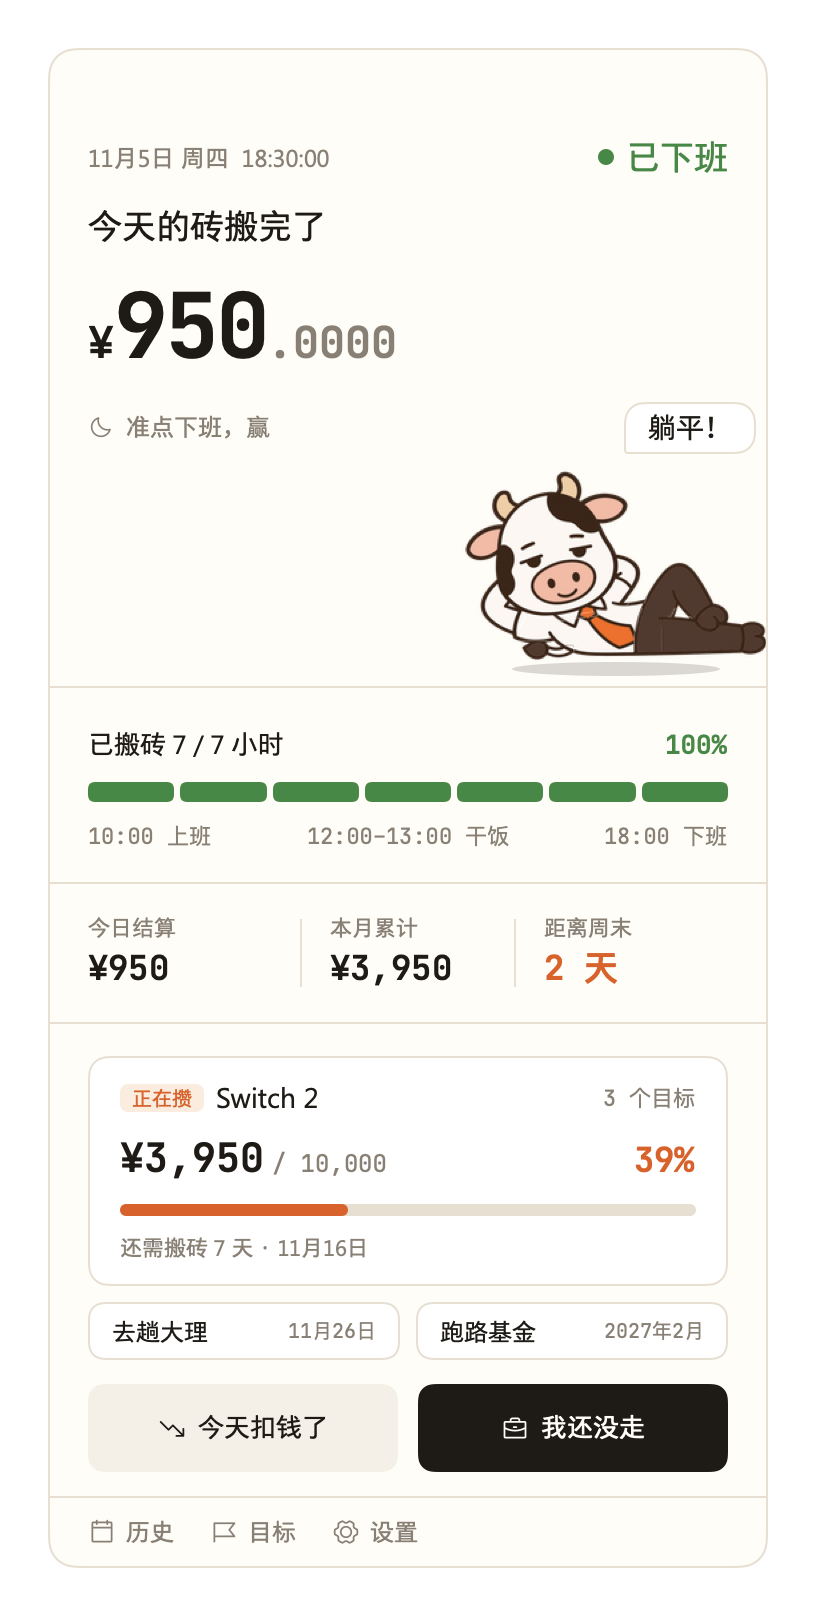 11月5日 周四 18:30:00
已下班
今天的砖搬完了
¥950.0000
准点下班，赢
躺平！
已搬砖 7 / 7 小时
100%
10:00 上班
12:00–13:00 干饭
18:00 下班
今日结算
本月累计
距离周末
¥950
¥3,950
2 天
正在攒
Switch 2
3 个目标
¥3,950 / 10,000
39%
还需搬砖 7 天 · 11月16日
去趟大理
11月26日
跑路基金
2027年2月
今天扣钱了
我还没走
历史
目标
设置